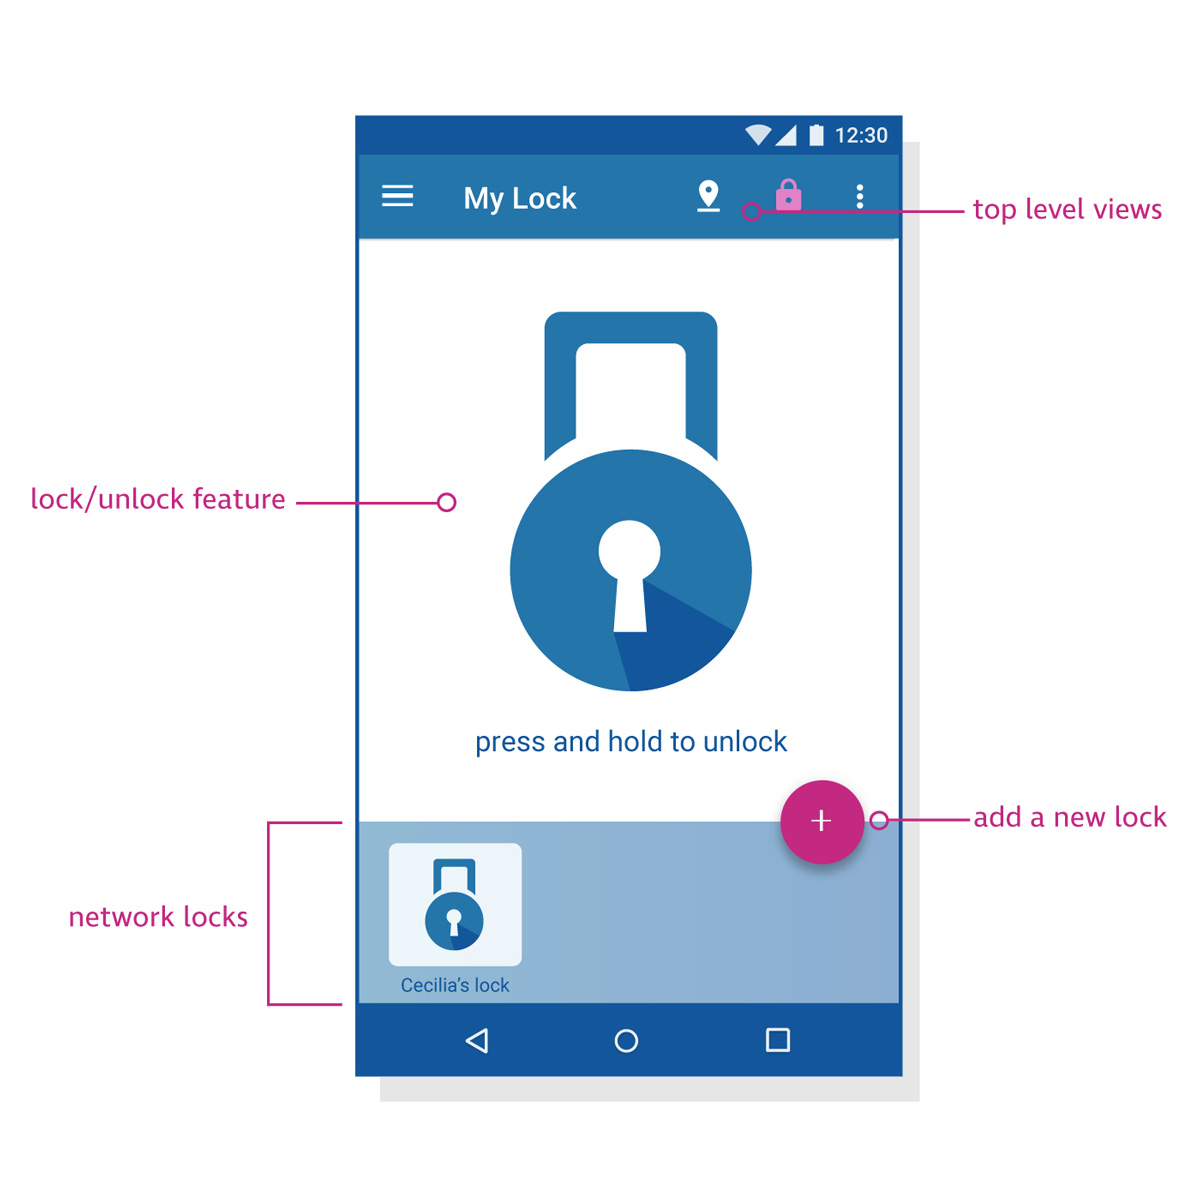 12:30
My Lock
top level views
lock/unlock feature
press and hold to unlock
add a new lock
network locks
Cecilia’s lock